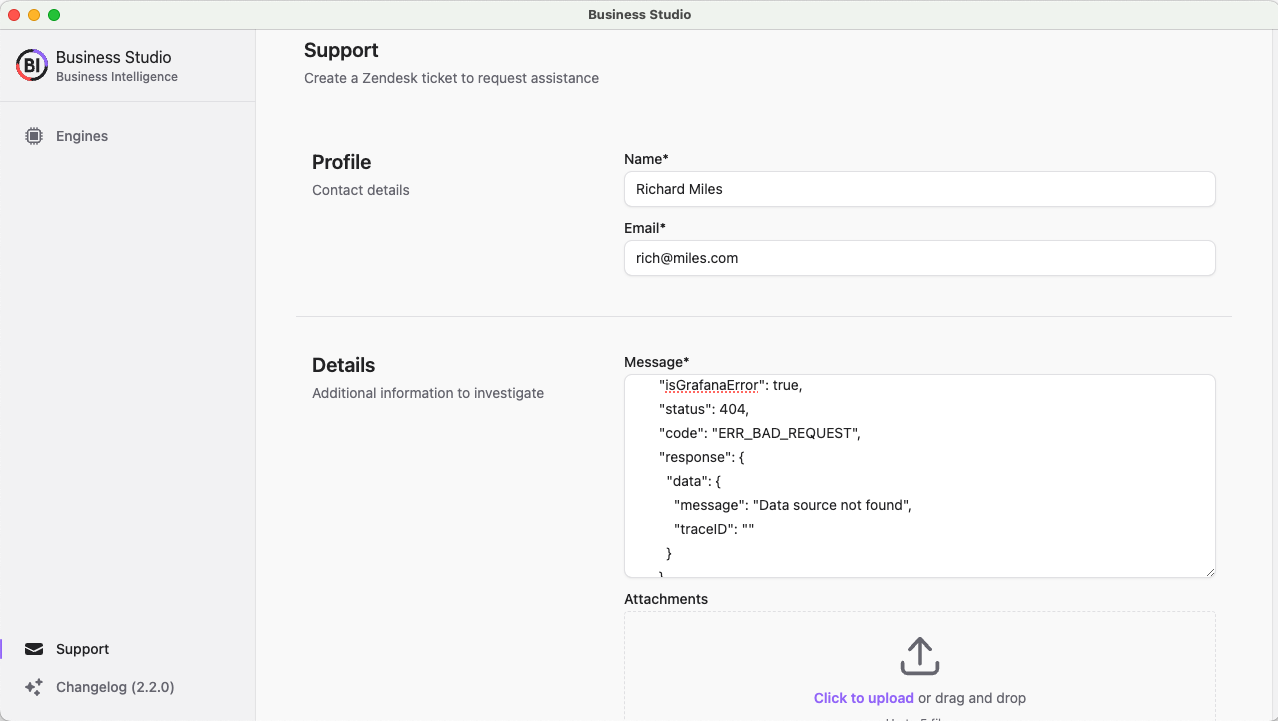 Business Studio
BI
Business Studio
Business Intelligence
Engines
Support
Changelog (2.2.0)
Support
Create a Zendesk ticket to request assistance
Profile
Contact details
Name*
Richard Miles
Email*
rich@miles.com
Details
Additional information to investigate
Message*
"isGrafanaError": true,
"status": 404,
"code": "ERR_BAD_REQUEST",
"response": {
"data": {
"message": "Data source not found",
"traceID": ""
}
}
Attachments
Click to upload or drag and drop